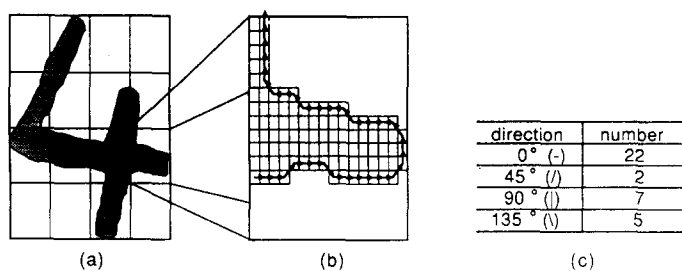 direction number
0° (-) 22
45° (/) 2
90° (|) 7
135° (\) 5
(a) (b) (c)